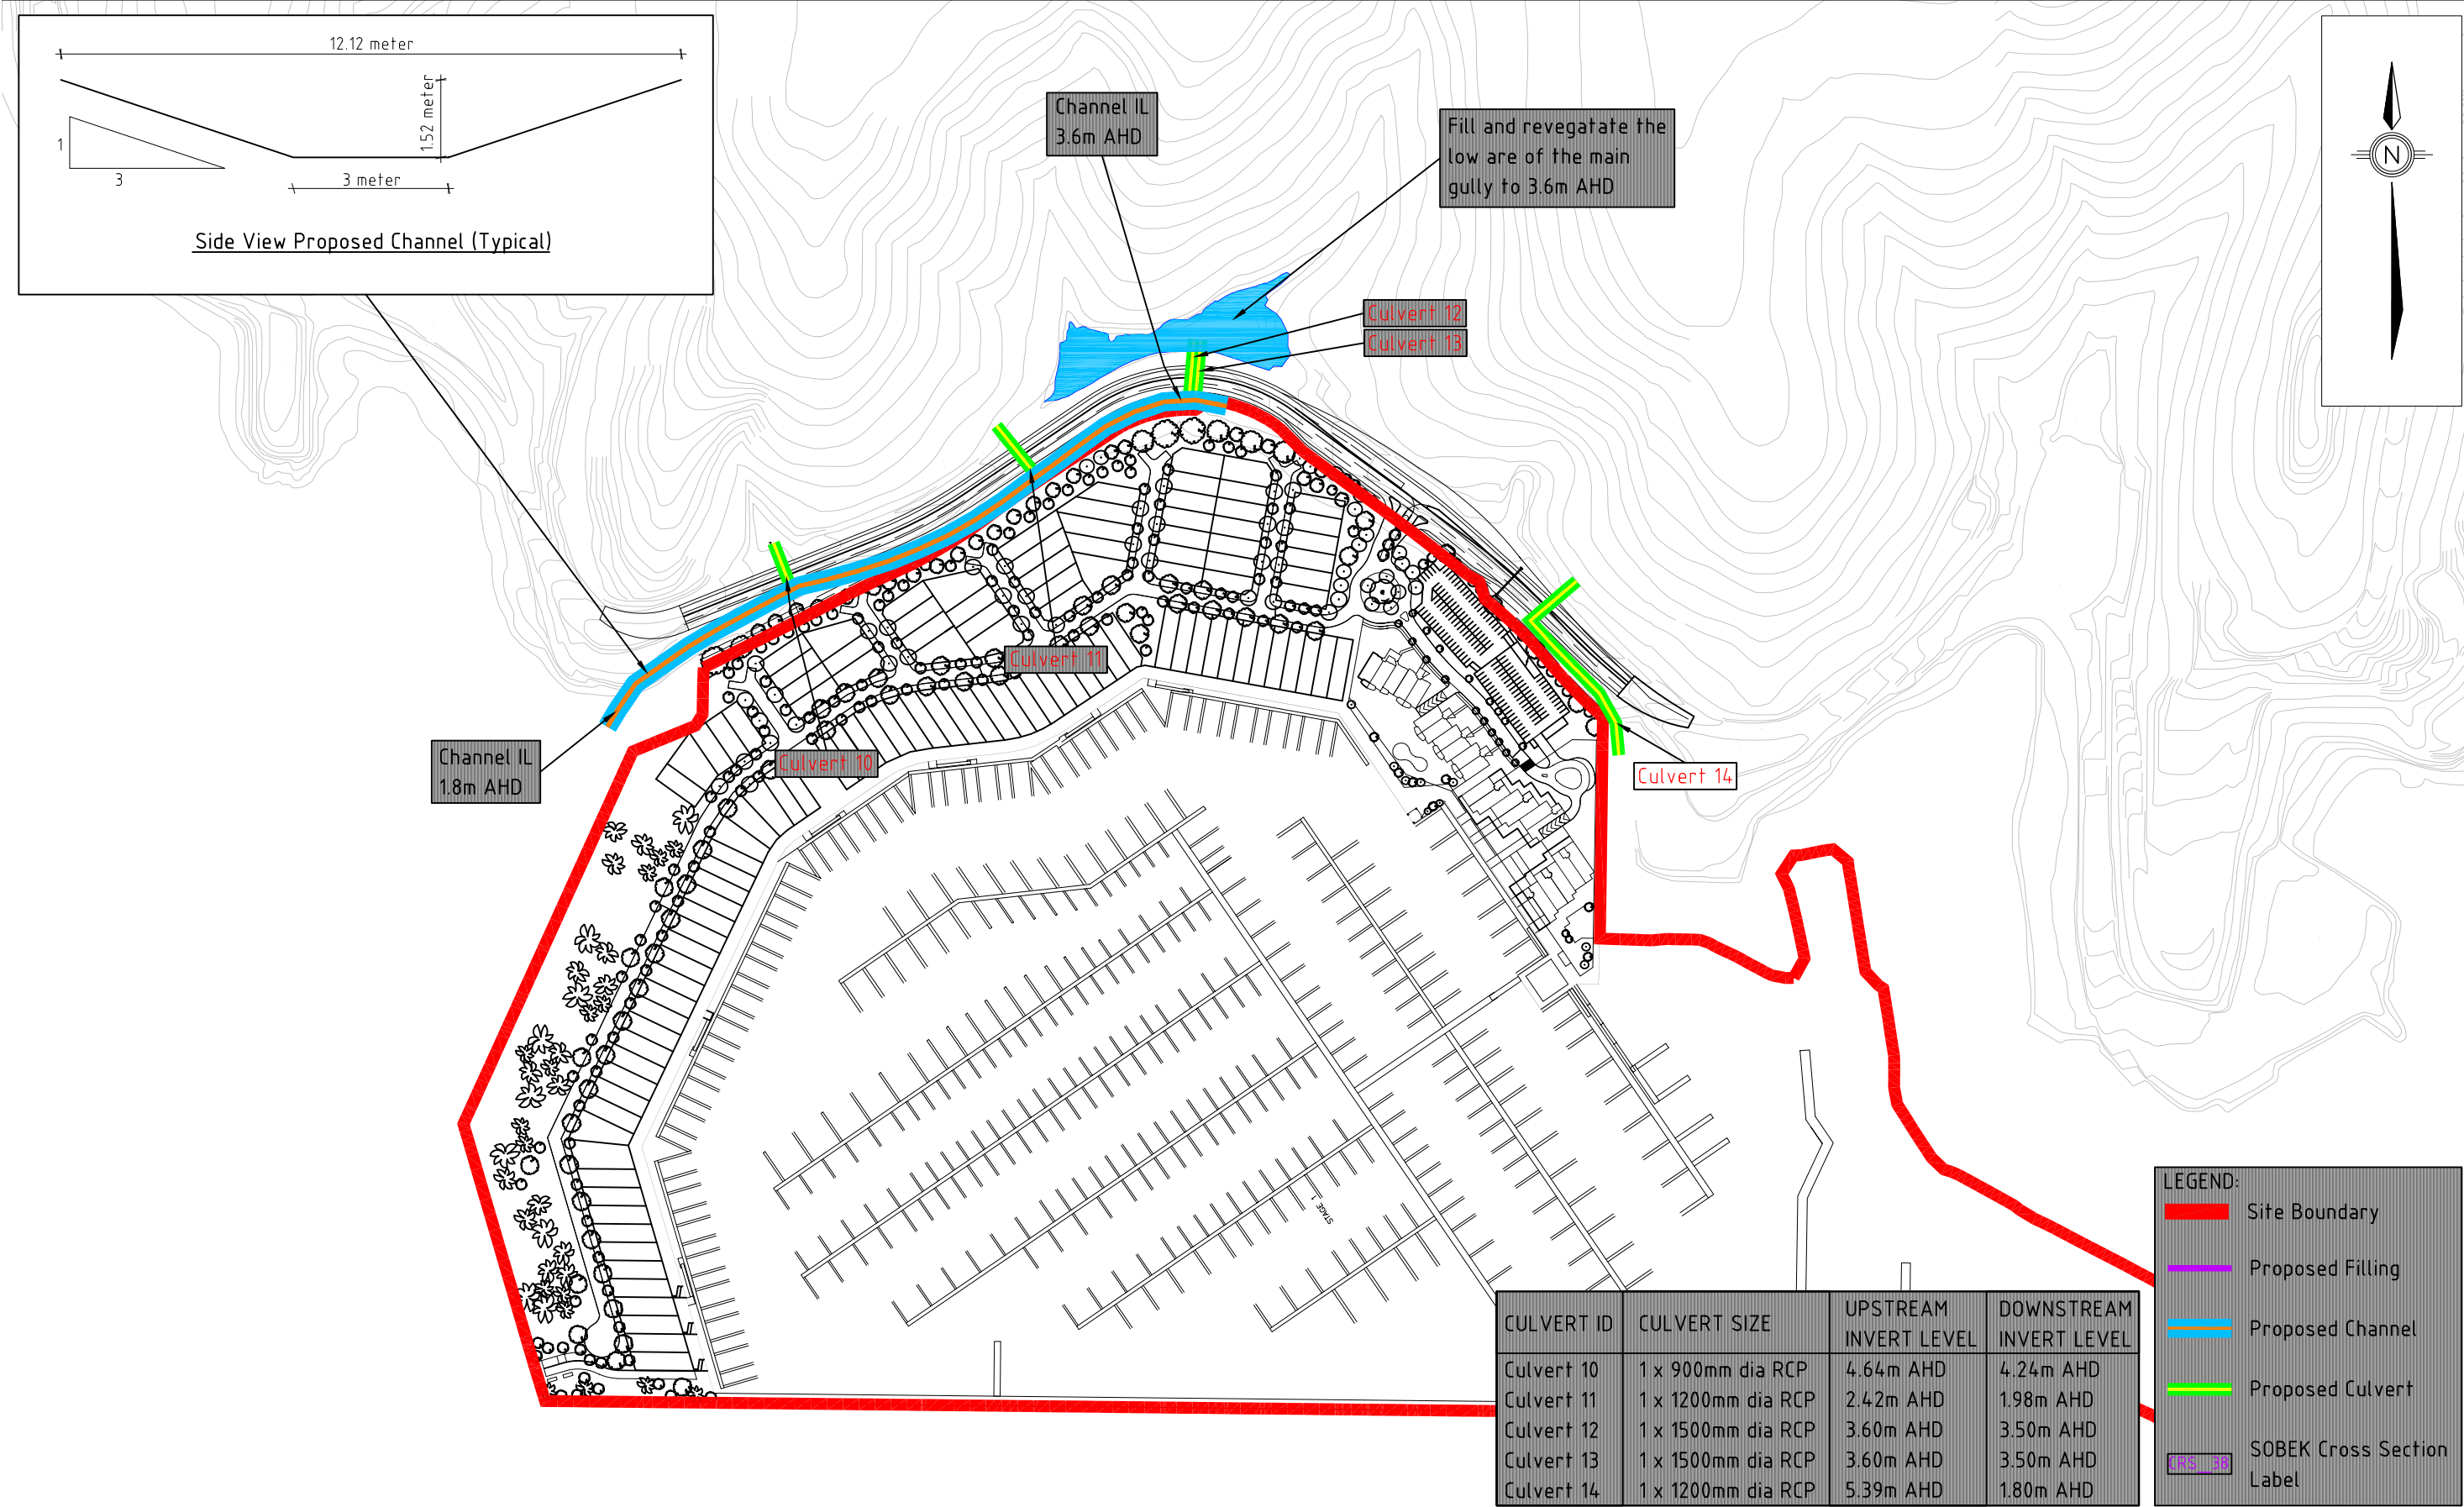 12.12 meter
1.52 meter
1
3
3 meter
Side View Proposed Channel (Typical)
Channel IL
3.6m AHD
Fill and revegatate the
low are of the main
gully to 3.6m AHD
N
Culvert 12
Culvert 13
Culvert 11
Culvert 10
Channel IL
1.8m AHD
Culvert 14
STAGE 1
LEGEND:
Site Boundary
Proposed Filling
Proposed Channel
Proposed Culvert
CRS_38
SOBEK Cross Section
Label
CULVERT ID CULVERT SIZE UPSTREAM INVERT LEVEL DOWNSTREAM INVERT LEVEL
Culvert 10 1 x 900mm dia RCP 4.64m AHD 4.24m AHD
Culvert 11 1 x 1200mm dia RCP 2.42m AHD 1.98m AHD
Culvert 12 1 x 1500mm dia RCP 3.60m AHD 3.50m AHD
Culvert 13 1 x 1500mm dia RCP 3.60m AHD 3.50m AHD
Culvert 14 1 x 1200mm dia RCP 5.39m AHD 1.80m AHD